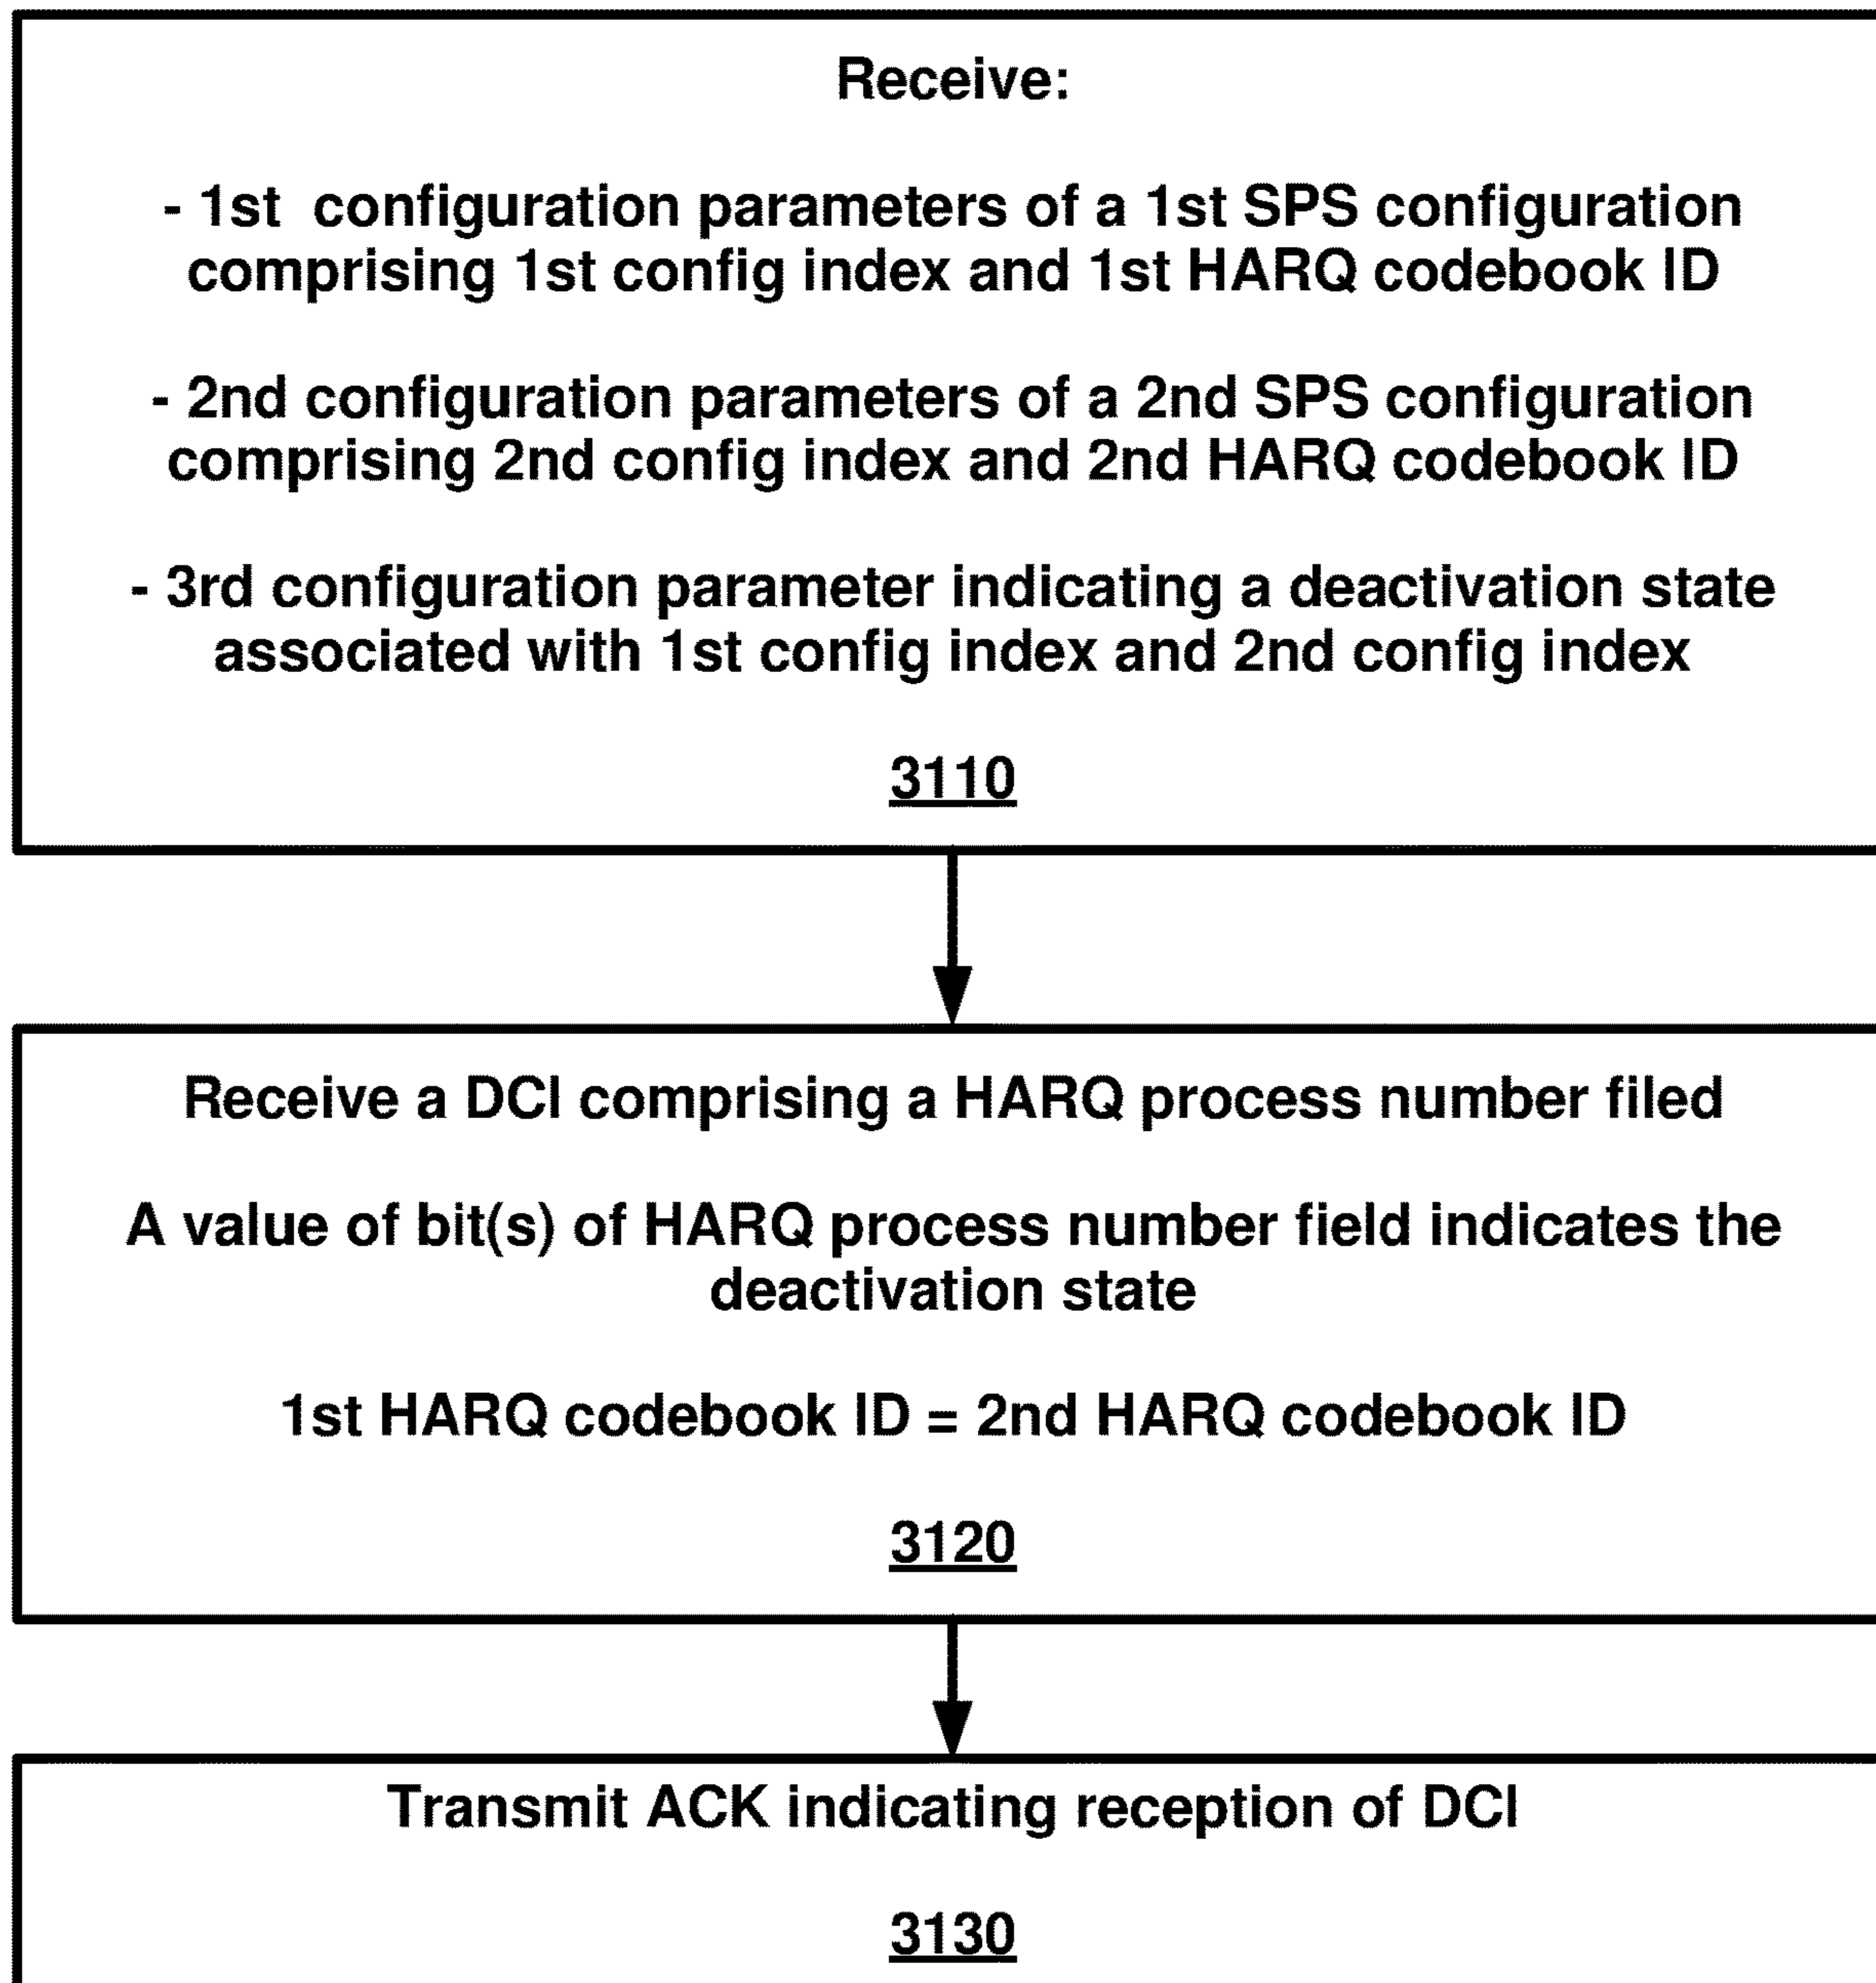 Receive:
- 1st configuration parameters of a 1st SPS configuration
comprising 1st config index and 1st HARQ codebook ID
- 2nd configuration parameters of a 2nd SPS configuration
comprising 2nd config index and 2nd HARQ codebook ID
- 3rd configuration parameter indicating a deactivation state
associated with 1st config index and 2nd config index
3110
Receive a DCI comprising a HARQ process number filed
A value of bit(s) of HARQ process number field indicates the
deactivation state
1st HARQ codebook ID = 2nd HARQ codebook ID
3120
Transmit ACK indicating reception of DCI
3130